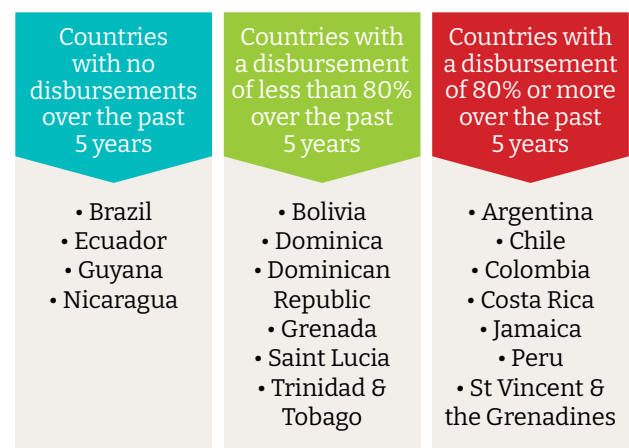 Countries
with no
disbursements
over the past
5 years
• Brazil
• Ecuador
• Guyana
• Nicaragua
Countries with
a disbursement
of less than 80%
over the past
5 years
• Bolivia
• Dominica
• Dominican
Republic
• Grenada
• Saint Lucia
• Trinidad &
Tobago
Countries with
a disbursement
of 80% or more
over the past
5 years
• Argentina
• Chile
• Colombia
• Costa Rica
• Jamaica
• Peru
• St Vincent &
the Grenadines